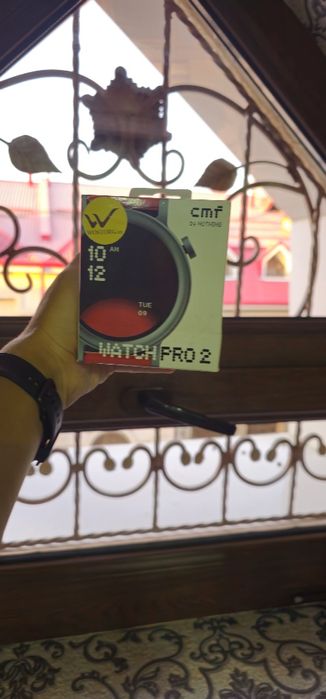 cmf
by NOTHING
W
10 AM
12
TUE
09
WATCH PRO 2